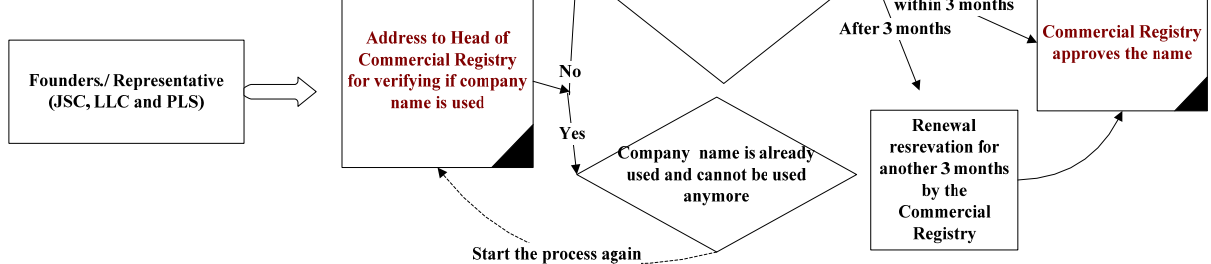 Founders./ Representative
(JSC, LLC and PLS)
Address to Head of
Commercial Registry
for verifying if company
name is used
No
Yes
Company name is already
used and cannot be used
anymore
Start the process again
within 3 months
After 3 months
Renewal
resrevation for
another 3 months
by the
Commercial
Registry
Commercial Registry
approves the name